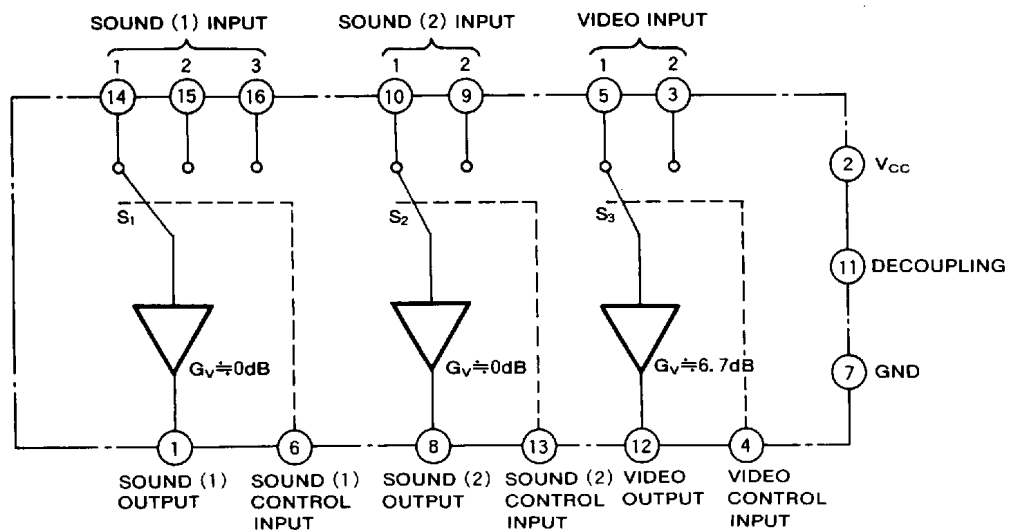 SOUND (1) INPUT SOUND (2) INPUT VIDEO INPUT
1 2 3 1 2 1 2
14 15 16 10 9 5 3
2 VCC
S1 S2 S3
11 DECOUPLING
GV≒0dB GV≒0dB GV≒6.7dB
7 GND
1 6 8 13 12 4
SOUND (1) SOUND (1) SOUND (2) SOUND (2) VIDEO VIDEO
OUTPUT CONTROL OUTPUT CONTROL OUTPUT CONTROL
INPUT INPUT INPUT